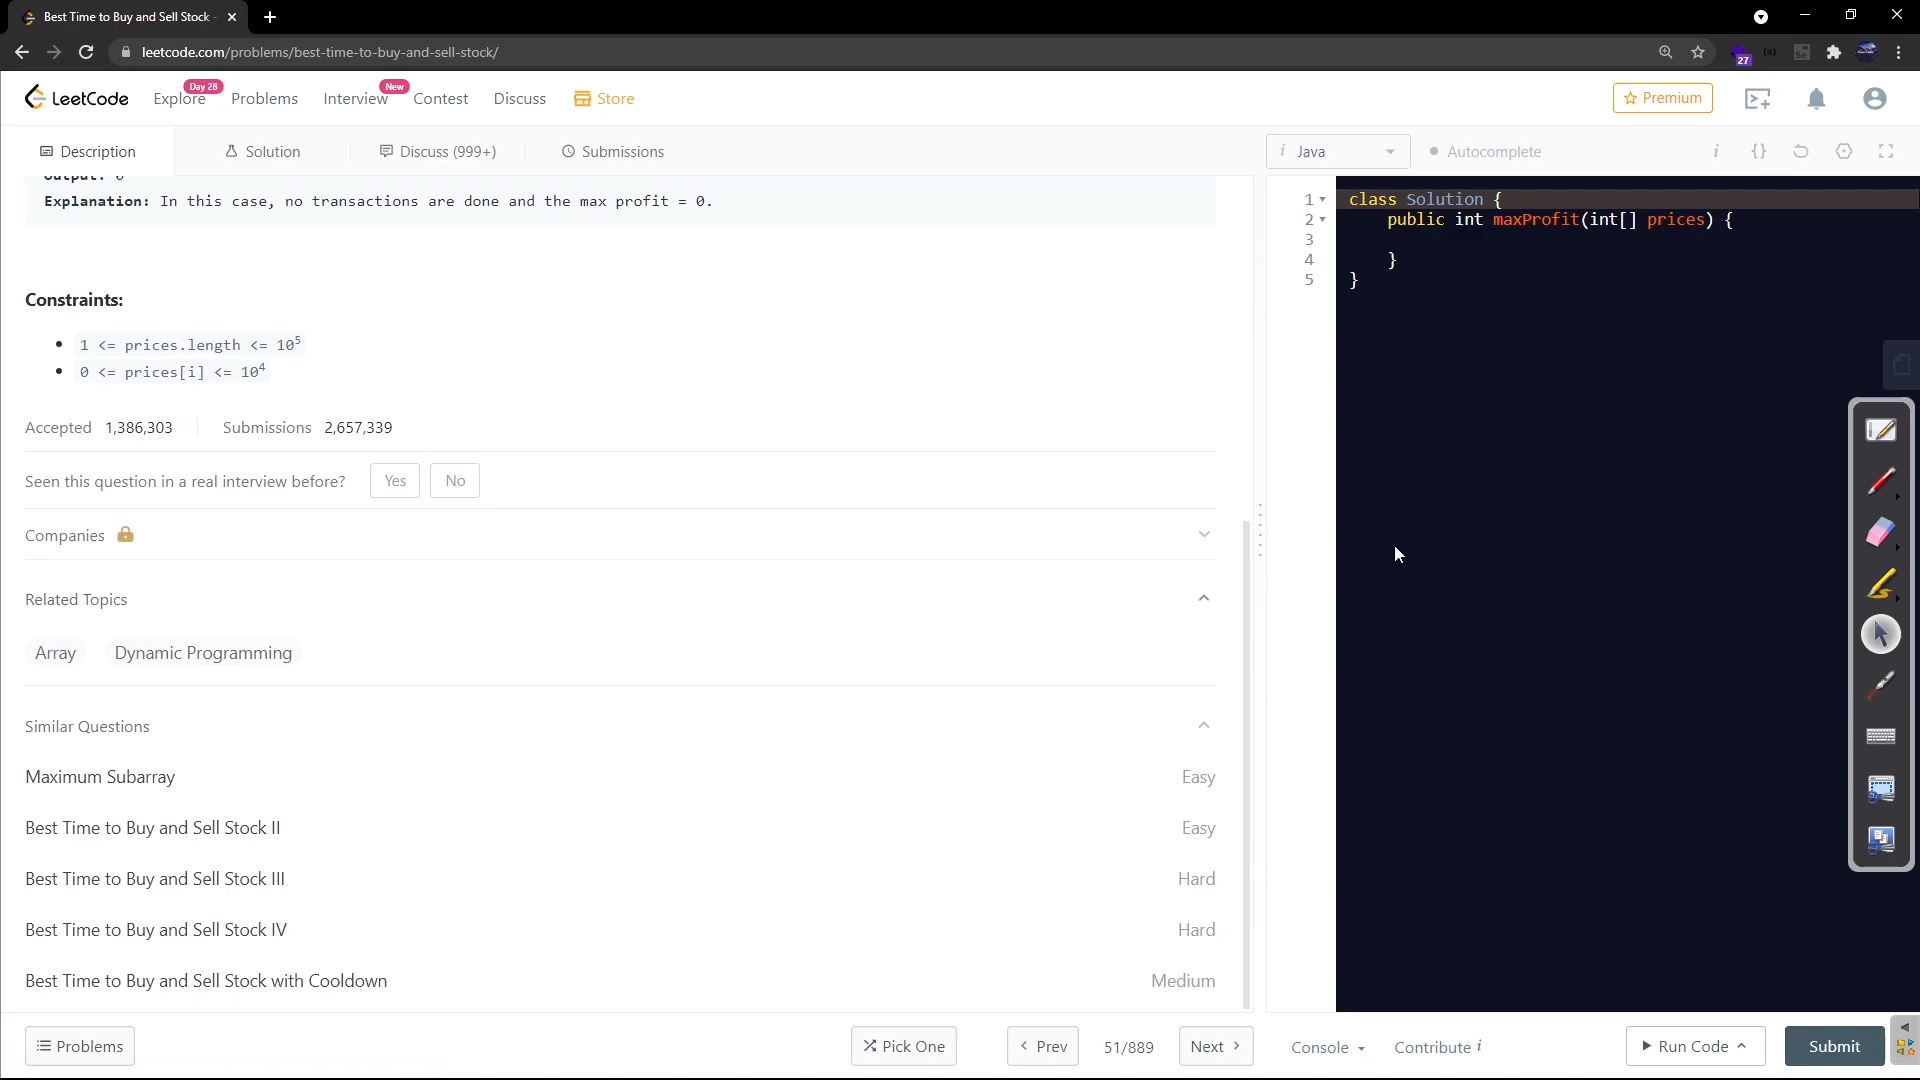 Best Time to Buy and Sell Stock
leetcode.com/problems/best-time-to-buy-and-sell-stock/
27
LeetCode
Explore Day 28
Problems
Interview New
Contest
Discuss
Store
Premium
Description
Solution
Discuss (999+)
Submissions
i Java
Autocomplete
i {}
Output: 0
Explanation: In this case, no transactions are done and the max profit = 0.
Constraints:
1 <= prices.length <= 10⁵
0 <= prices[i] <= 10⁴
Accepted 1,386,303 Submissions 2,657,339
Seen this question in a real interview before? Yes No
Companies
Related Topics
Array Dynamic Programming
Similar Questions
Maximum Subarray Easy
Best Time to Buy and Sell Stock II Easy
Best Time to Buy and Sell Stock III Hard
Best Time to Buy and Sell Stock IV Hard
Best Time to Buy and Sell Stock with Cooldown Medium
1 class Solution {
2 public int maxProfit(int[] prices) {
3
4 }
5 }
Problems
Pick One
Prev
51/889
Next
Console
Contribute i
Run Code
Submit